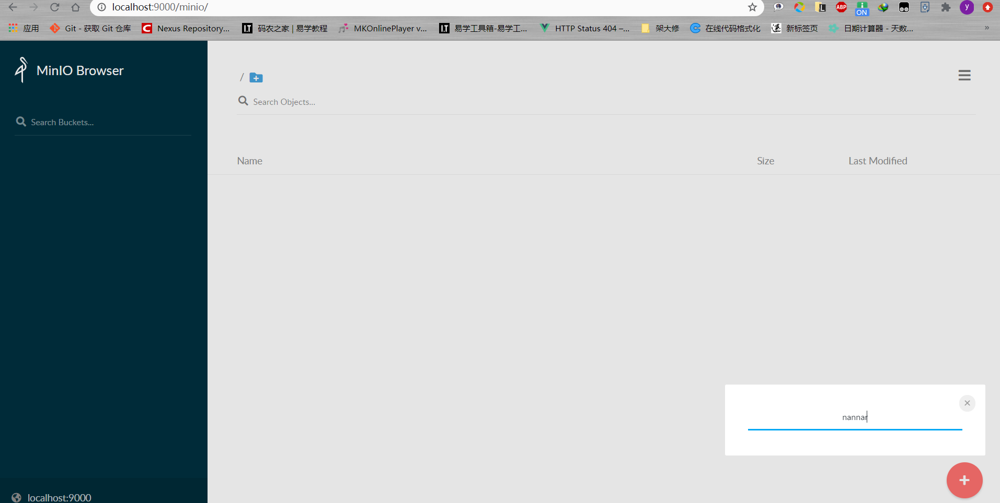 localhost:9000/minio/
y
ABP
L
ON
应用
Git - 获取 Git 仓库
Nexus Repository...
I.T
码农之家 | 易学教程
MKOnlinePlayer v...
I.T
易学工具箱-易学工...
HTTP Status 404 –...
架大修
在线代码格式化
新标签页
日期计算器 - 天数...
»
MinIO Browser
/
Search Objects...
Search Buckets...
Name
Size
Last Modified
nannar
localhost:9000